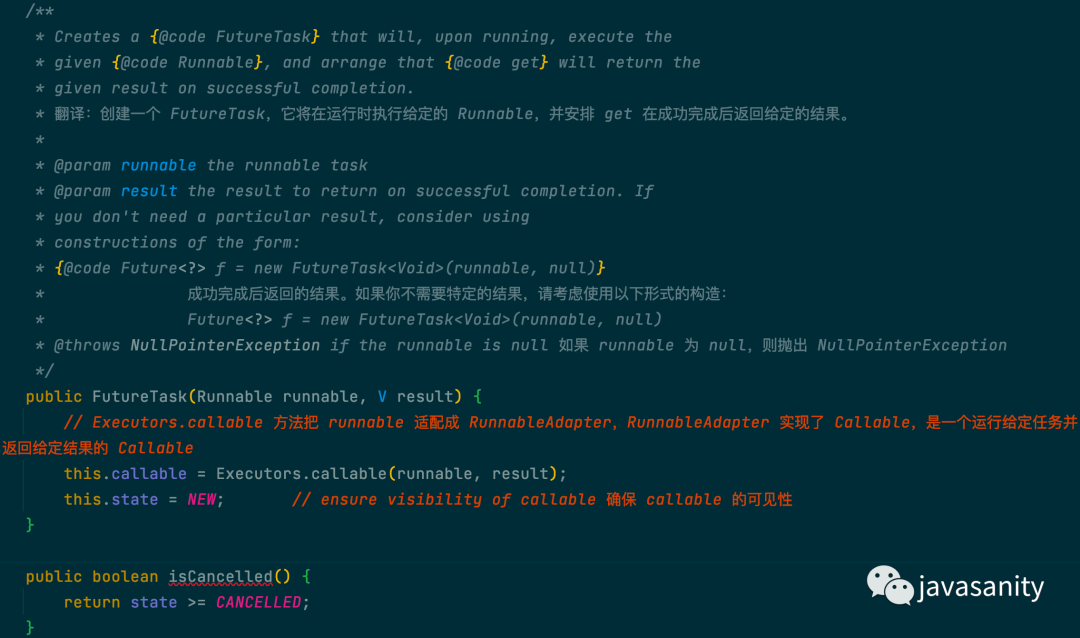 /**
* Creates a {@code FutureTask} that will, upon running, execute the
* given {@code Runnable}, and arrange that {@code get} will return the
* given result on successful completion.
* 翻译：创建一个 FutureTask，它将在运行时执行给定的 Runnable，并安排 get 在成功完成后返回给定的结果。
*
* @param runnable the runnable task
* @param result the result to return on successful completion. If
* you don't need a particular result, consider using
* constructions of the form:
* {@code Future<?> f = new FutureTask<Void>(runnable, null)}
* 成功完成后返回的结果。如果你不需要特定的结果，请考虑使用以下形式的构造：
* Future<?> f = new FutureTask<Void>(runnable, null)
* @throws NullPointerException if the runnable is null 如果 runnable 为 null，则抛出 NullPointerException
*/
public FutureTask(Runnable runnable, V result) {
// Executors.callable 方法把 runnable 适配成 RunnableAdapter，RunnableAdapter 实现了 Callable，是一个运行给定任务并
返回给定结果的 Callable
this.callable = Executors.callable(runnable, result);
this.state = NEW; // ensure visibility of callable 确保 callable 的可见性
}
public boolean isCancelled() {
return state >= CANCELLED;
}
javasanity